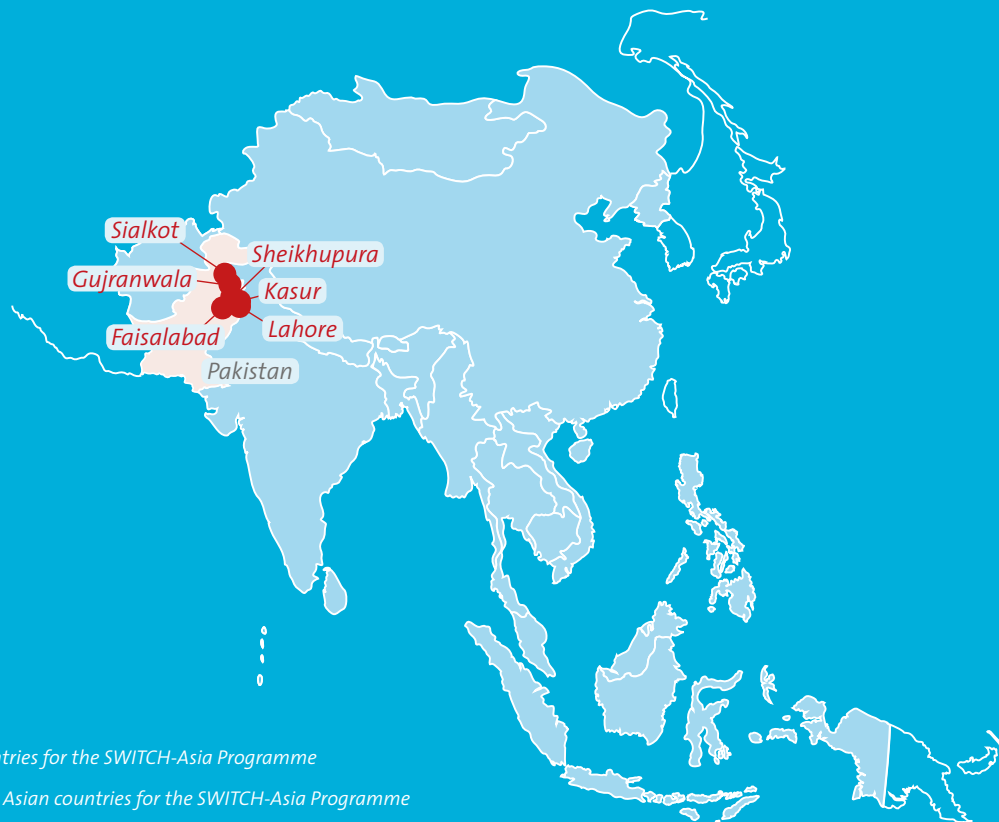 Sialkot
Sheikhupura
Gujranwala
Kasur
Lahore
Faisalabad
Pakistan
for the SWITCH-Asia Programme
Asian countries for the SWITCH-Asia Programme